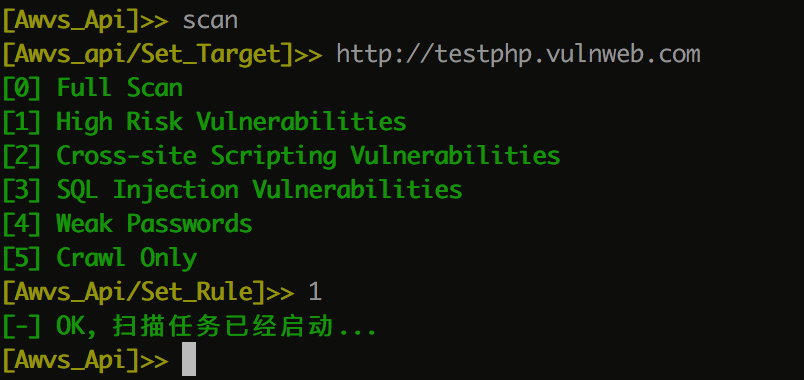 [Awvs_Api]>> scan
[Awvs_api/Set_Target]>> http://testphp.vulnweb.com
[0] Full Scan
[1] High Risk Vulnerabilities
[2] Cross-site Scripting Vulnerabilities
[3] SQL Injection Vulnerabilities
[4] Weak Passwords
[5] Crawl Only
[Awvs_Api/Set_Rule]>> 1
[-] OK, 扫描任务已经启动...
[Awvs_Api]>>